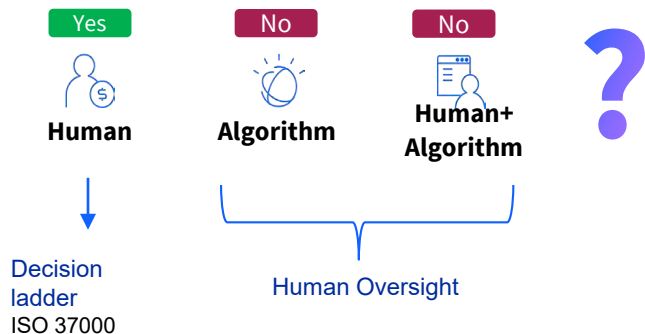 Yes
No
No
Human
Algorithm
Human+
Algorithm
?
Decision
ladder
ISO 37000
Human Oversight
$